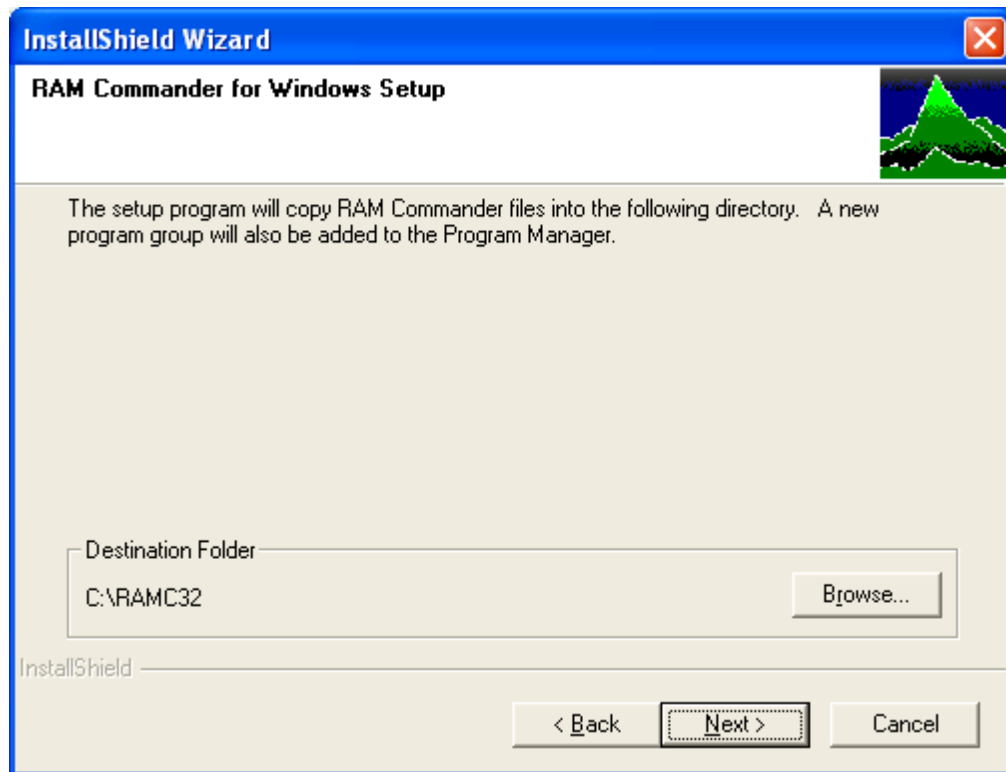 InstallShield Wizard
RAM Commander for Windows Setup
The setup program will copy RAM Commander files into the following directory.   A new
program group will also be added to the Program Manager.
Destination Folder
C:\RAMC32
Browse...
InstallShield
< Back
Next >
Cancel